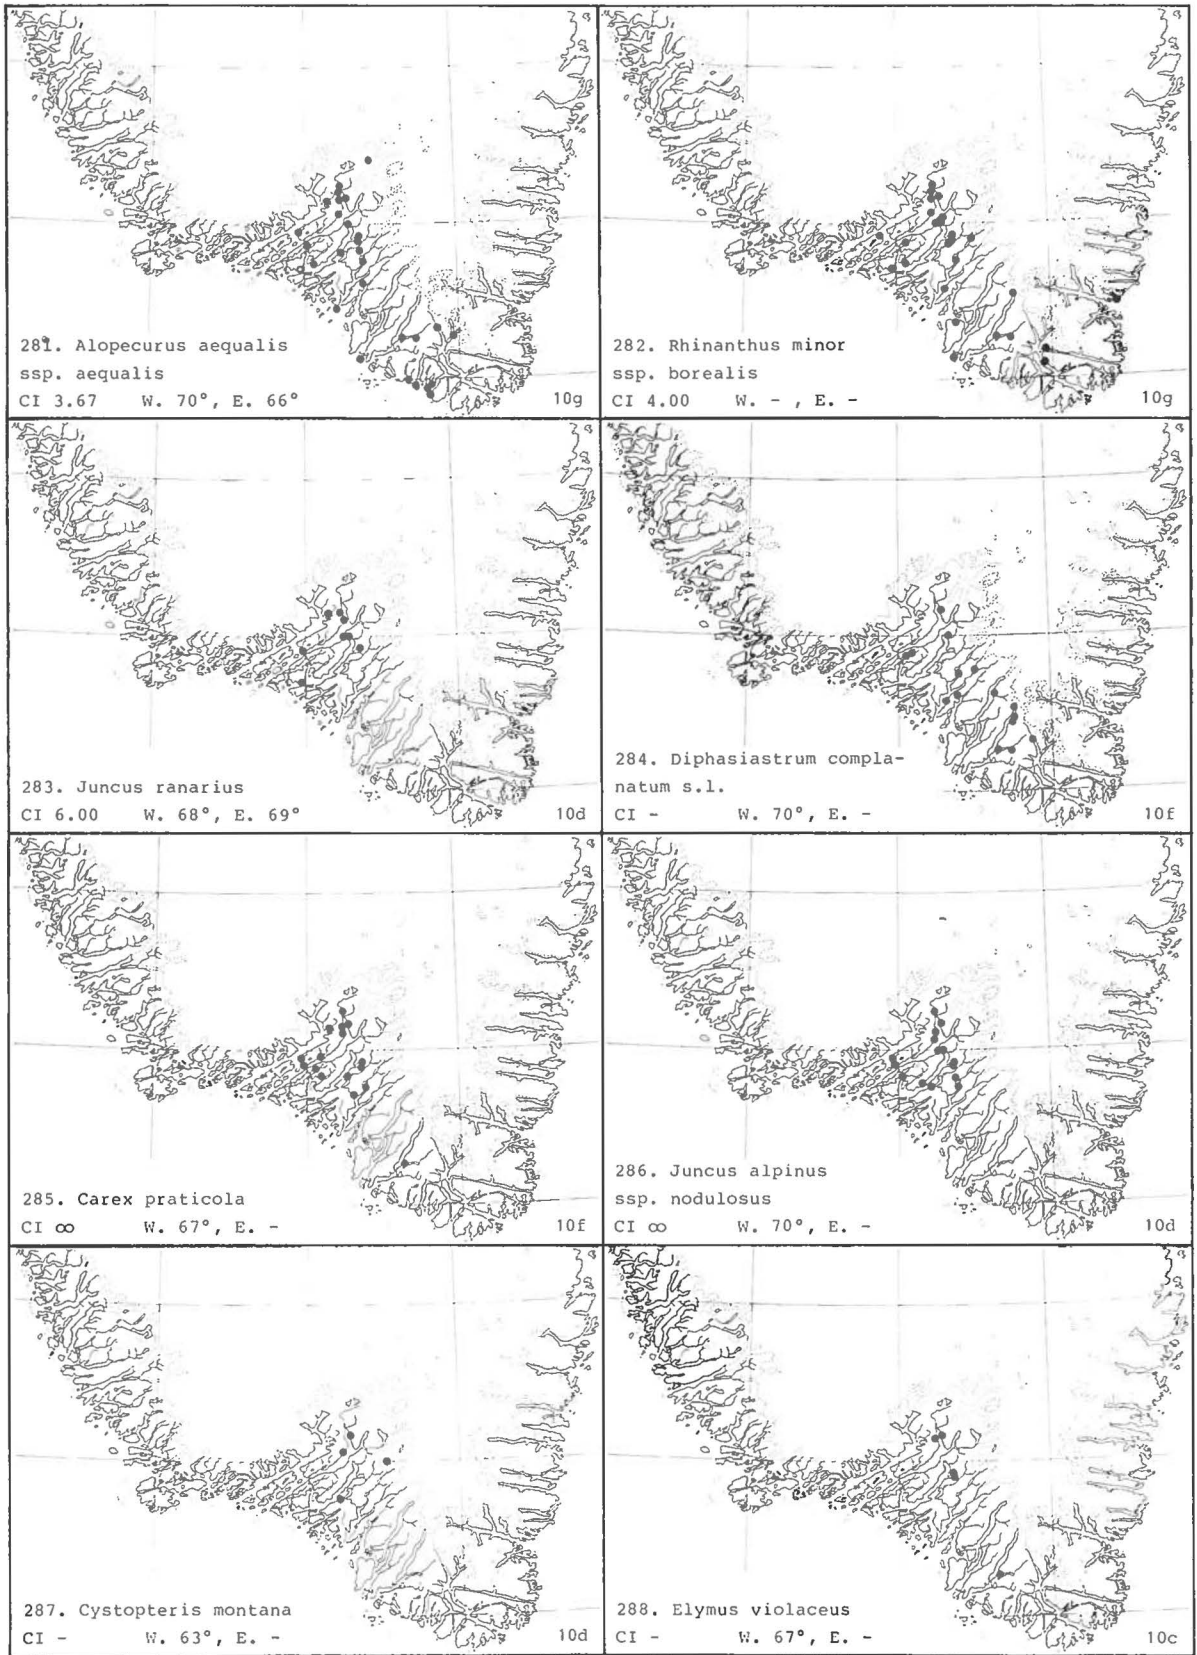 281. Alopecurus aequalis
ssp. aequalis
CI 3.67 W. 70°, E. 66° 10g
282. Rhinanthus minor
ssp. borealis
CI 4.00 W. - , E. - 10g
283. Juncus ranarius
CI 6.00 W. 68°, E. 69° 10d
284. Diphasiastrum compla-
natum s.l.
CI - W. 70°, E. - 10f
285. Carex praticola
CI ∞ W. 67°, E. - 10f
286. Juncus alpinus
ssp. nodulosus
CI ∞ W. 70°, E. - 10d
287. Cystopteris montana
CI - W. 63°, E. - 10d
288. Elymus violaceus
CI - W. 67°, E. - 10c